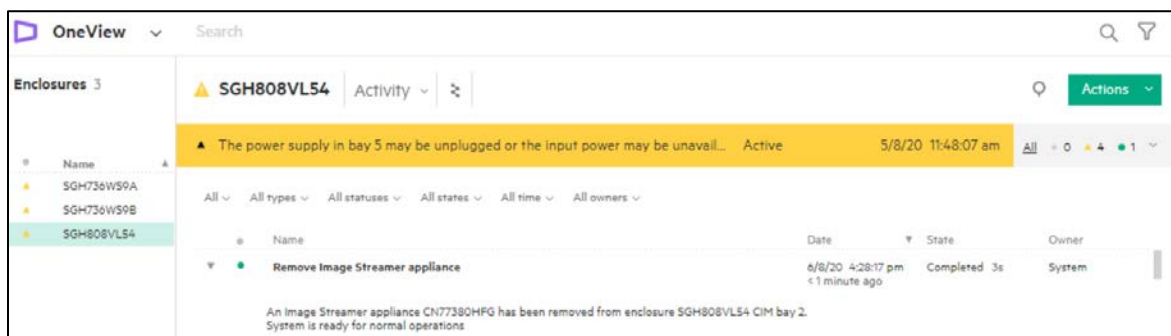 OneView
Search
Enclosures 3
SGH808VL54 Activity
Actions
The power supply in bay 5 may be unplugged or the input power may be unavail... Active 5/8/20 11:48:07 am All 0 4 1
Name
SGH736WS9A
SGH736WS9B
SGH808VL54
All All types All statuses All states All time All owners
Name Date State Owner
Remove Image Streamer appliance 6/8/20 4:28:17 pm Completed 3s System
< 1 minute ago
An Image Streamer appliance CN77380HFG has been removed from enclosure SGH808VL54 CIM bay 2.
System is ready for normal operations